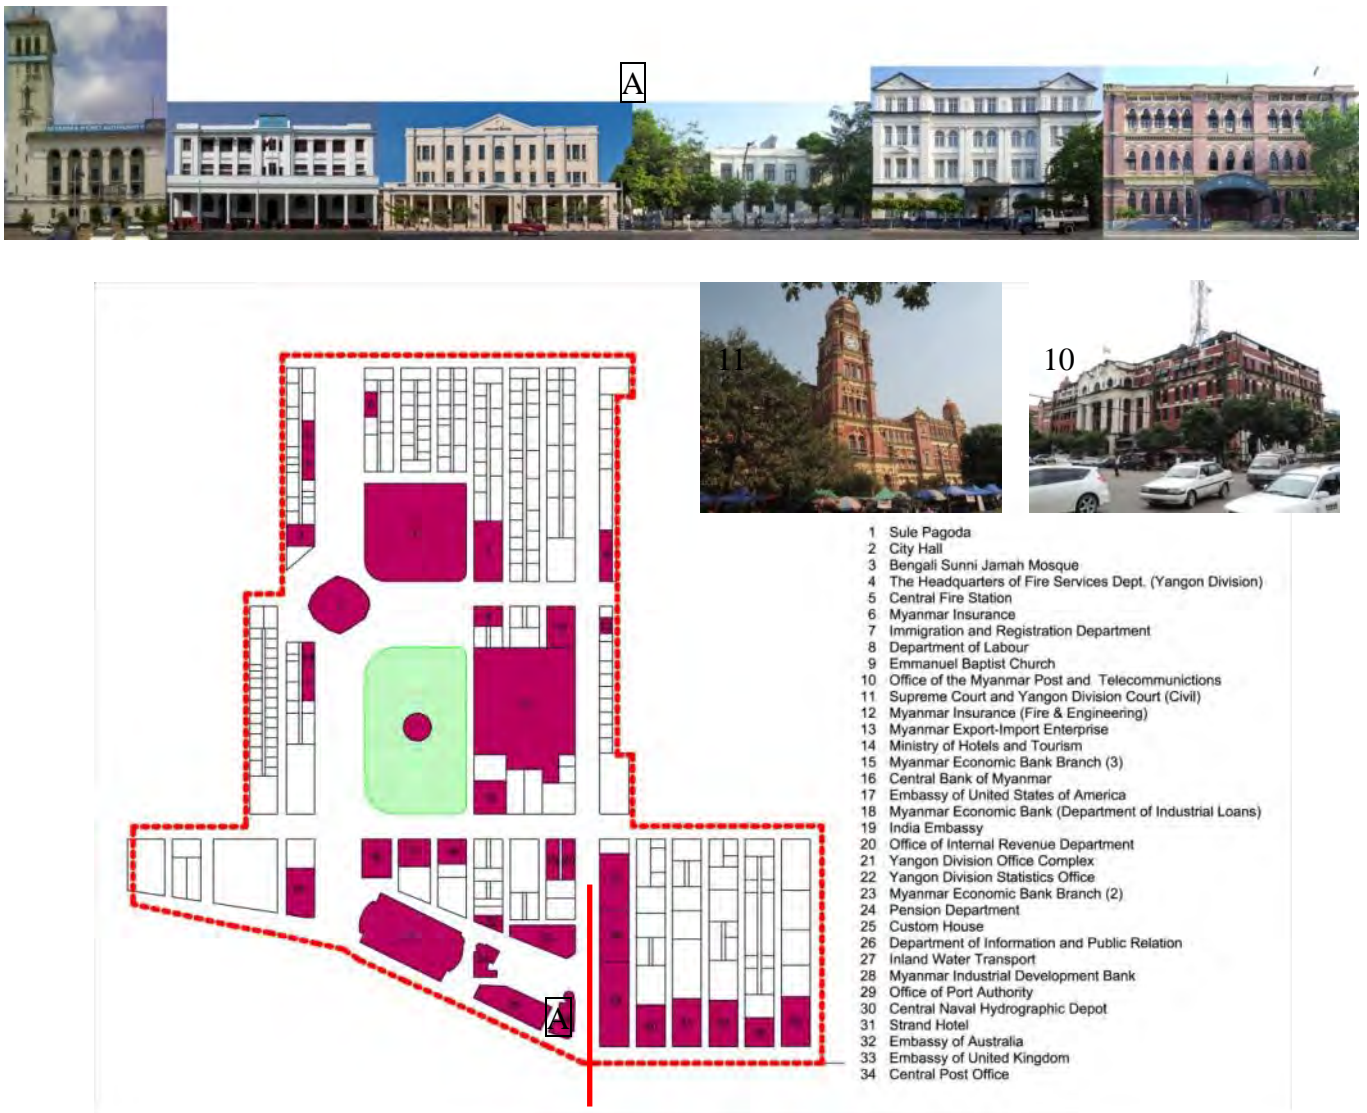 A
11
10
1 Sule Pagoda
2 City Hall
3 Bengali Sunni Jamah Mosque
4 The Headquarters of Fire Services Dept. (Yangon Division)
5 Central Fire Station
6 Myanmar Insurance
7 Immigration and Registration Department
8 Department of Labour
9 Emmanuel Baptist Church
10 Office of the Myanmar Post and Telecommunictions
11 Supreme Court and Yangon Division Court (Civil)
12 Myanmar Insurance (Fire & Engineering)
13 Myanmar Export-Import Enterprise
14 Ministry of Hotels and Tourism
15 Myanmar Economic Bank Branch (3)
16 Central Bank of Myanmar
17 Embassy of United States of America
18 Myanmar Economic Bank (Department of Industrial Loans)
19 India Embassy
20 Office of Internal Revenue Department
21 Yangon Division Office Complex
22 Yangon Division Statistics Office
23 Myanmar Economic Bank Branch (2)
24 Pension Department
25 Custom House
26 Department of Information and Public Relation
27 Inland Water Transport
28 Myanmar Industrial Development Bank
29 Office of Port Authority
30 Central Naval Hydrographic Depot
31 Strand Hotel
32 Embassy of Australia
33 Embassy of United Kingdom
34 Central Post Office
A